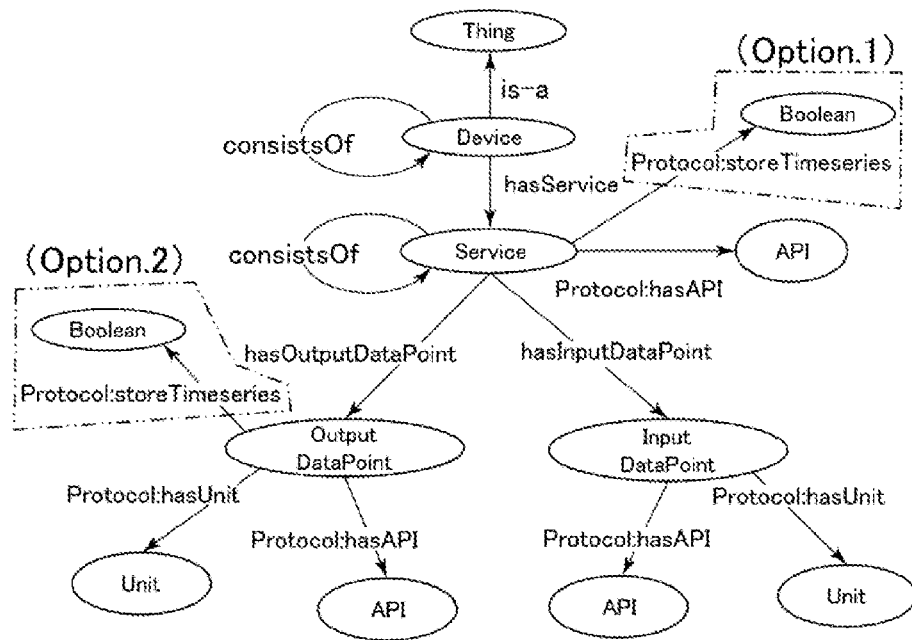 Thing
(Option.1)
is-a
Boolean
consistsOf
Device
Protocol:storeTimeseries
hasService
consistsOf
Service
API
(Option.2)
Protocol:hasAPI
Boolean
hasOutputDataPoint
hasInputDataPoint
Protocol:storeTimeseries
Output
DataPoint
Input
DataPoint
Protocol:hasUnit
Protocol:hasUnit
Protocol:hasAPI
Protocol:hasAPI
Unit
API
API
Unit